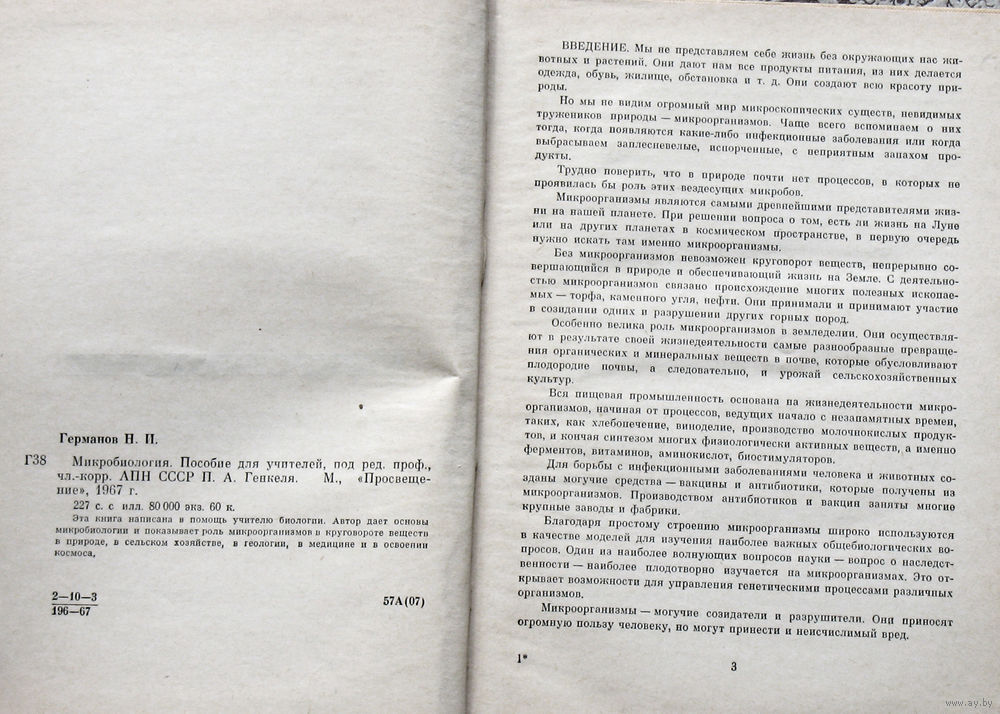 Германов Н. И.
Г38
Микробиология. Пособие для учителей, под ред. проф.,
чл.-корр. АПН СССР П. А. Генкеля. М., «Просвеще-
ние», 1967 г.
227 с. с илл. 80 000 экз. 60 к.
Эта книга написана в помощь учителю биологии. Автор дает основы
микробиологии и показывает роль микроорганизмов в круговороте веществ
в природе, в сельском хозяйстве, в геологии, в медицине и в освоении
космоса,
2—10—3
196—67
57А(07)
ВВЕДЕНИЕ. Мы не представляем себе жизнь без окружающих нас жи-
вотных и растений. Они дают нам все продукты питания, из них делается
одежда, обувь, жилище, обстановка и т. д. Они создают всю красоту при-
роды.
Но мы не видим огромный мир микроскопических существ, невидимых
тружеников природы — микроорганизмов. Чаще всего вспоминаем о них
тогда, когда появляются какие-либо инфекционные заболевания или когда
выбрасываем заплесневелые, испорченные, с неприятным запахом про-
дукты.
Трудно поверить, что в природе почти нет процессов, в которых не
проявилась бы роль этих вездесущих микробов.
Микроорганизмы являются самыми древнейшими представителями жиз-
ни на нашей планете. При решении вопроса о том, есть ли жизнь на Луне
или на других планетах в космическом пространстве, в первую очередь
нужно искать там именно микроорганизмы.
Без микроорганизмов невозможен круговорот веществ, непрерывно со-
вершающийся в природе и обеспечивающий жизнь на Земле. С деятельно-
стью микроорганизмов связано происхождение многих полезных ископае-
мых — торфа, каменного угля, нефти. Они принимали и принимают участие
в созидании одних и разрушении других горных пород.
Особенно велика роль микроорганизмов в земледелии. Они осуществля-
ют в результате своей жизнедеятельности самые разнообразные превраще-
ния органических и минеральных веществ в почве, которые обусловливают
плодородие почвы, а следовательно, и урожай сельскохозяйственных
культур.
Вся пищевая промышленность основана на жизнедеятельности микро-
организмов, начиная от процессов, ведущих начало с незапамятных времен,
таких, как хлебопечение, виноделие, производство молочнокислых продук-
тов, и кончая синтезом многих физиологически активных веществ, а именно
ферментов, витаминов, аминокислот, биостимуляторов.
Для борьбы с инфекционными заболеваниями человека и животных со-
зданы могучие средства — вакцины и антибиотики, которые получены из
микроорганизмов. Производством антибиотиков и вакцин заняты многие
крупные заводы и фабрики.
Благодаря простому строению микроорганизмы широко используются
в качестве моделей для изучения наиболее важных общебиологических во-
просов. Один из наиболее волнующих вопросов науки — вопрос о наследст-
венности — наиболее плодотворно изучается на микроорганизмах. Это от-
крывает возможности для управления генетическими процессами различных
организмов.
Микроорганизмы — могучие созидатели и разрушители. Они приносят
огромную пользу человеку, но могут принести и неисчислимый вред.
1*
3
www.ay.by